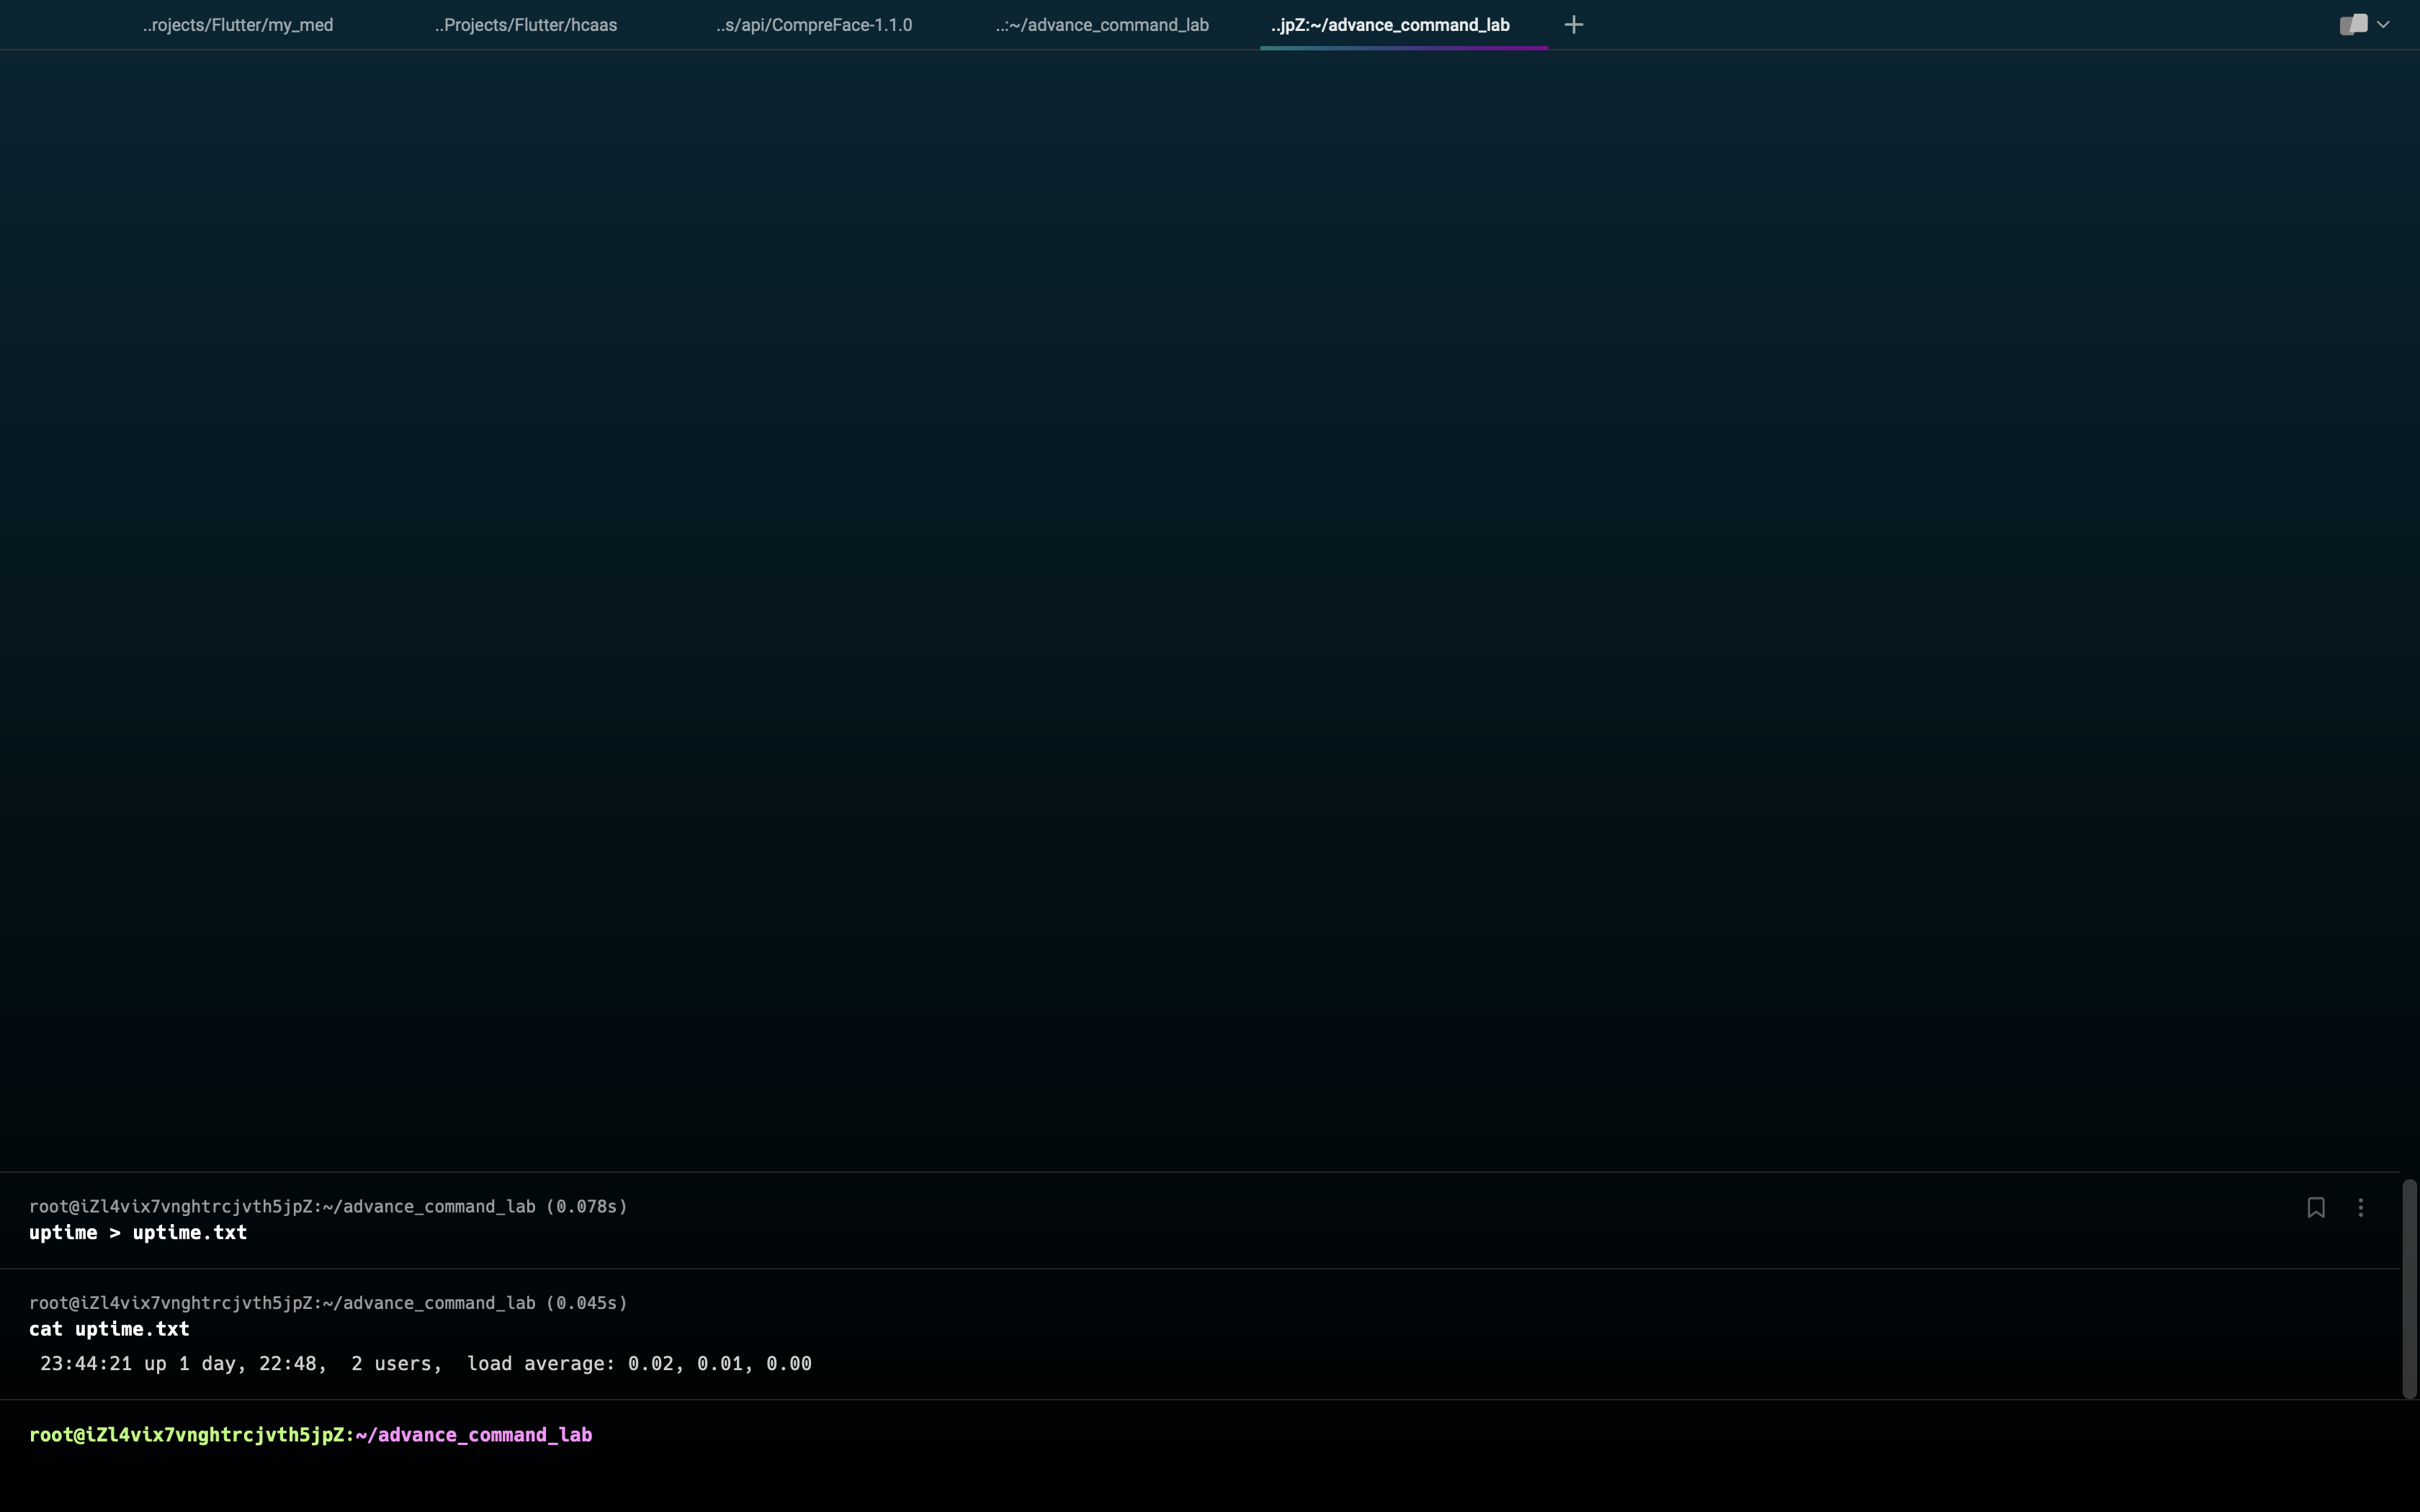 ..rojects/Flutter/my_med ..Projects/Flutter/hcaas ..s/api/CompreFace-1.1.0 ..:~/advance_command_lab ..jpZ:~/advance_command_lab
root@iZl4vix7vnghtrcjvth5jpZ:~/advance_command_lab (0.078s)
uptime > uptime.txt
root@iZl4vix7vnghtrcjvth5jpZ:~/advance_command_lab (0.045s)
cat uptime.txt
 23:44:21 up 1 day, 22:48,  2 users,  load average: 0.02, 0.01, 0.00
root@iZl4vix7vnghtrcjvth5jpZ:~/advance_command_lab